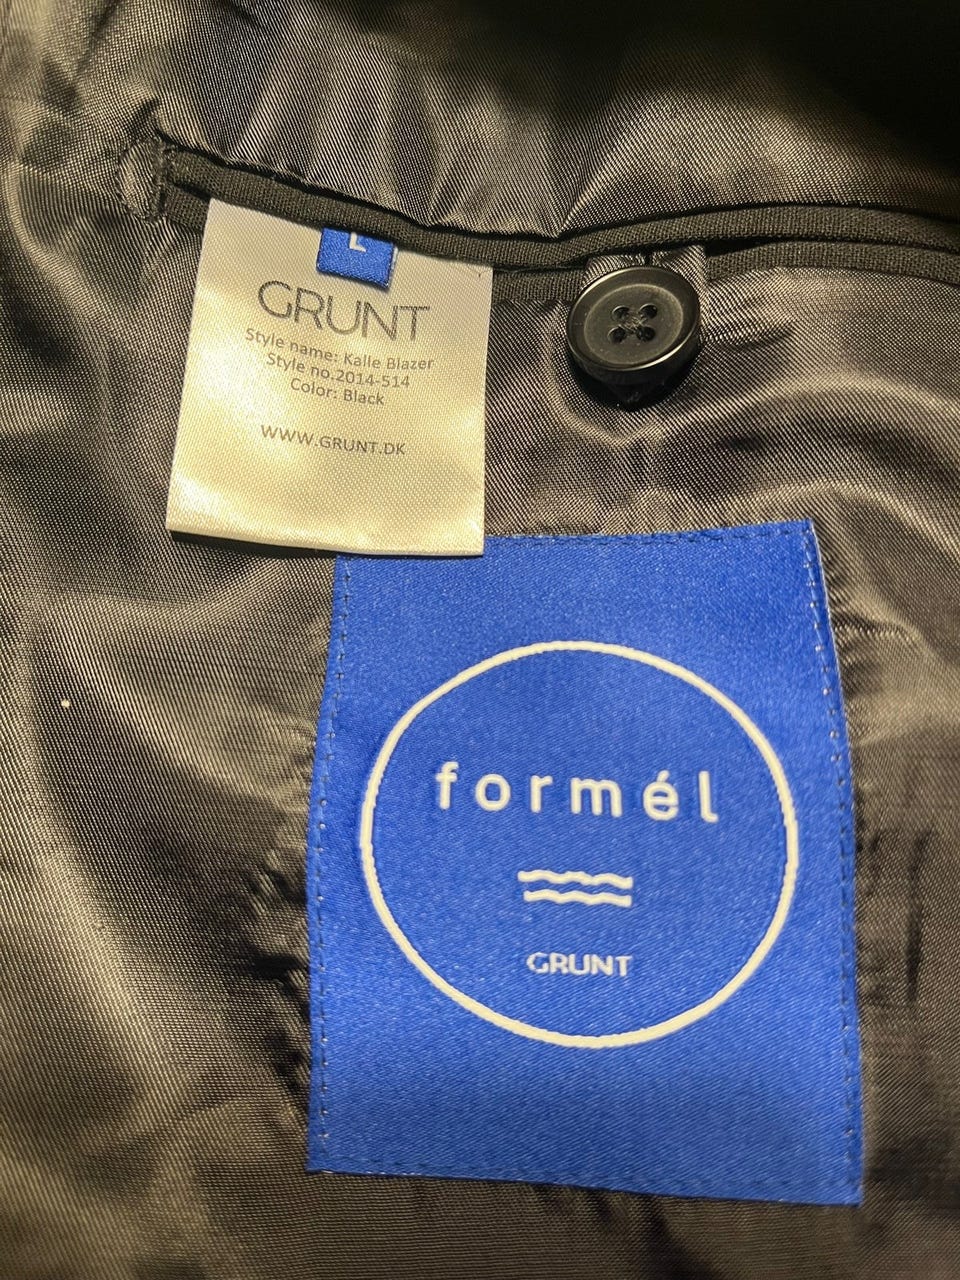 L
GRUNT
Style name: Kalle Blazer
Style no.2014-514
Color: Black
WWW.GRUNT.DK
formél
GRUNT